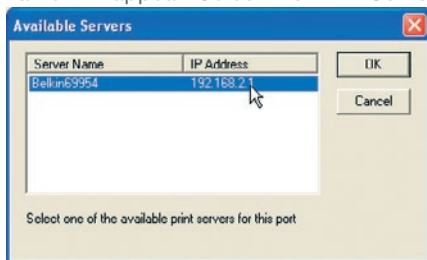 Available Servers
Server Name IP Address
Belkin69954 192.168.2.1
OK
Cancel
Select one of the available print servers for this port